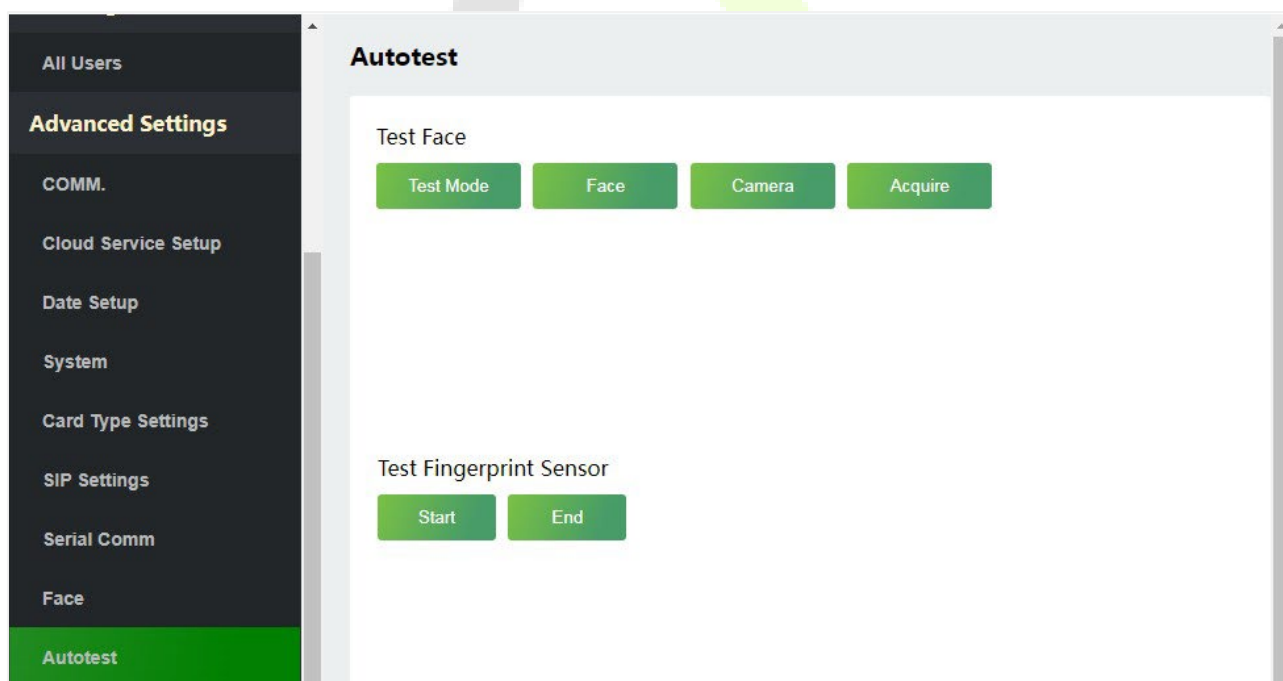 All Users
Advanced Settings
COMM.
Cloud Service Setup
Date Setup
System
Card Type Settings
SIP Settings
Serial Comm
Face
Autotest
Autotest
Test Face
Test Mode Face Camera Acquire
Test Fingerprint Sensor
Start End